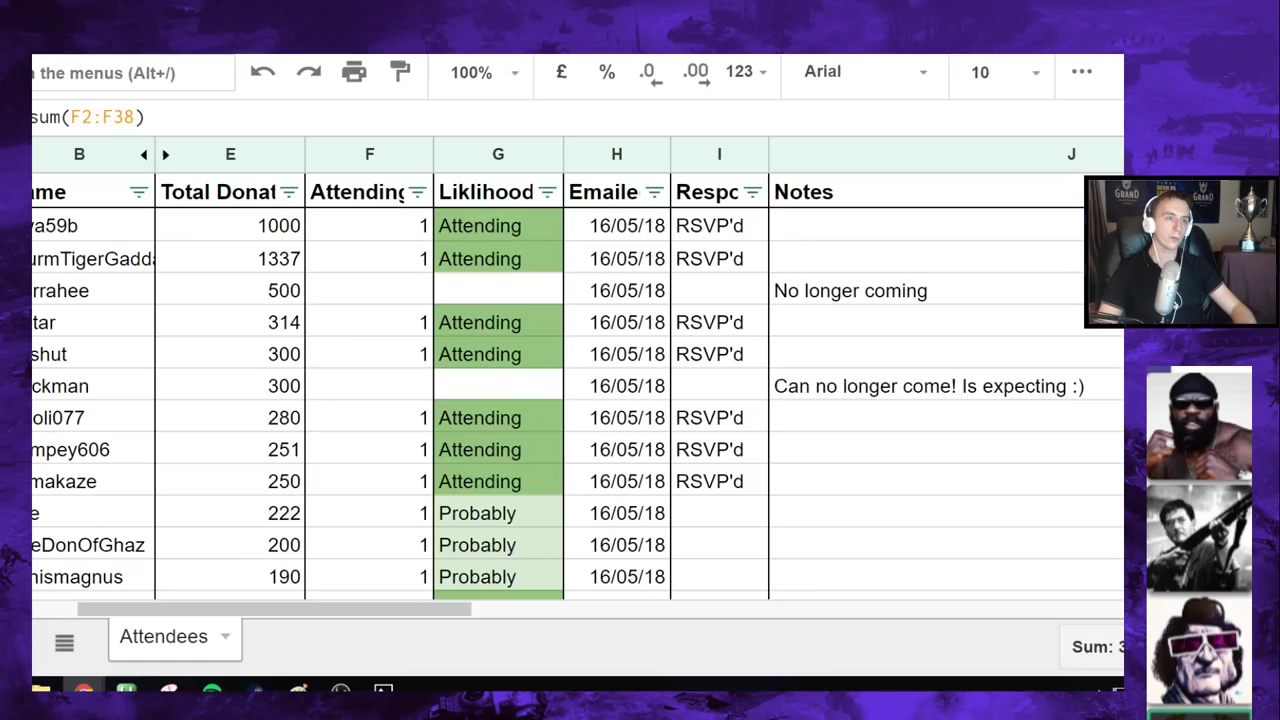 n the menus (Alt+/) 100% £ % .0 .00 123 Arial 10
sum(F2:F38)
B E F G H I J
ame Total Donat Attending Liklihood Emaile Respo Notes
va59b 1000 1 Attending 16/05/18 RSVP'd
urmTigerGadda 1337 1 Attending 16/05/18 RSVP'd
rrahee 500 16/05/18 No longer coming
tar 314 1 Attending 16/05/18 RSVP'd
shut 300 1 Attending 16/05/18 RSVP'd
ckman 300 16/05/18 Can no longer come! Is expecting :)
oli077 280 1 Attending 16/05/18 RSVP'd
mpey606 251 1 Attending 16/05/18 RSVP'd
makaze 250 1 Attending 16/05/18 RSVP'd
e 222 1 Probably 16/05/18
eDonOfGhaz 200 1 Probably 16/05/18
nismagnus 190 1 Probably 16/05/18
Attendees
Sum: 3
GRAND
GRAND